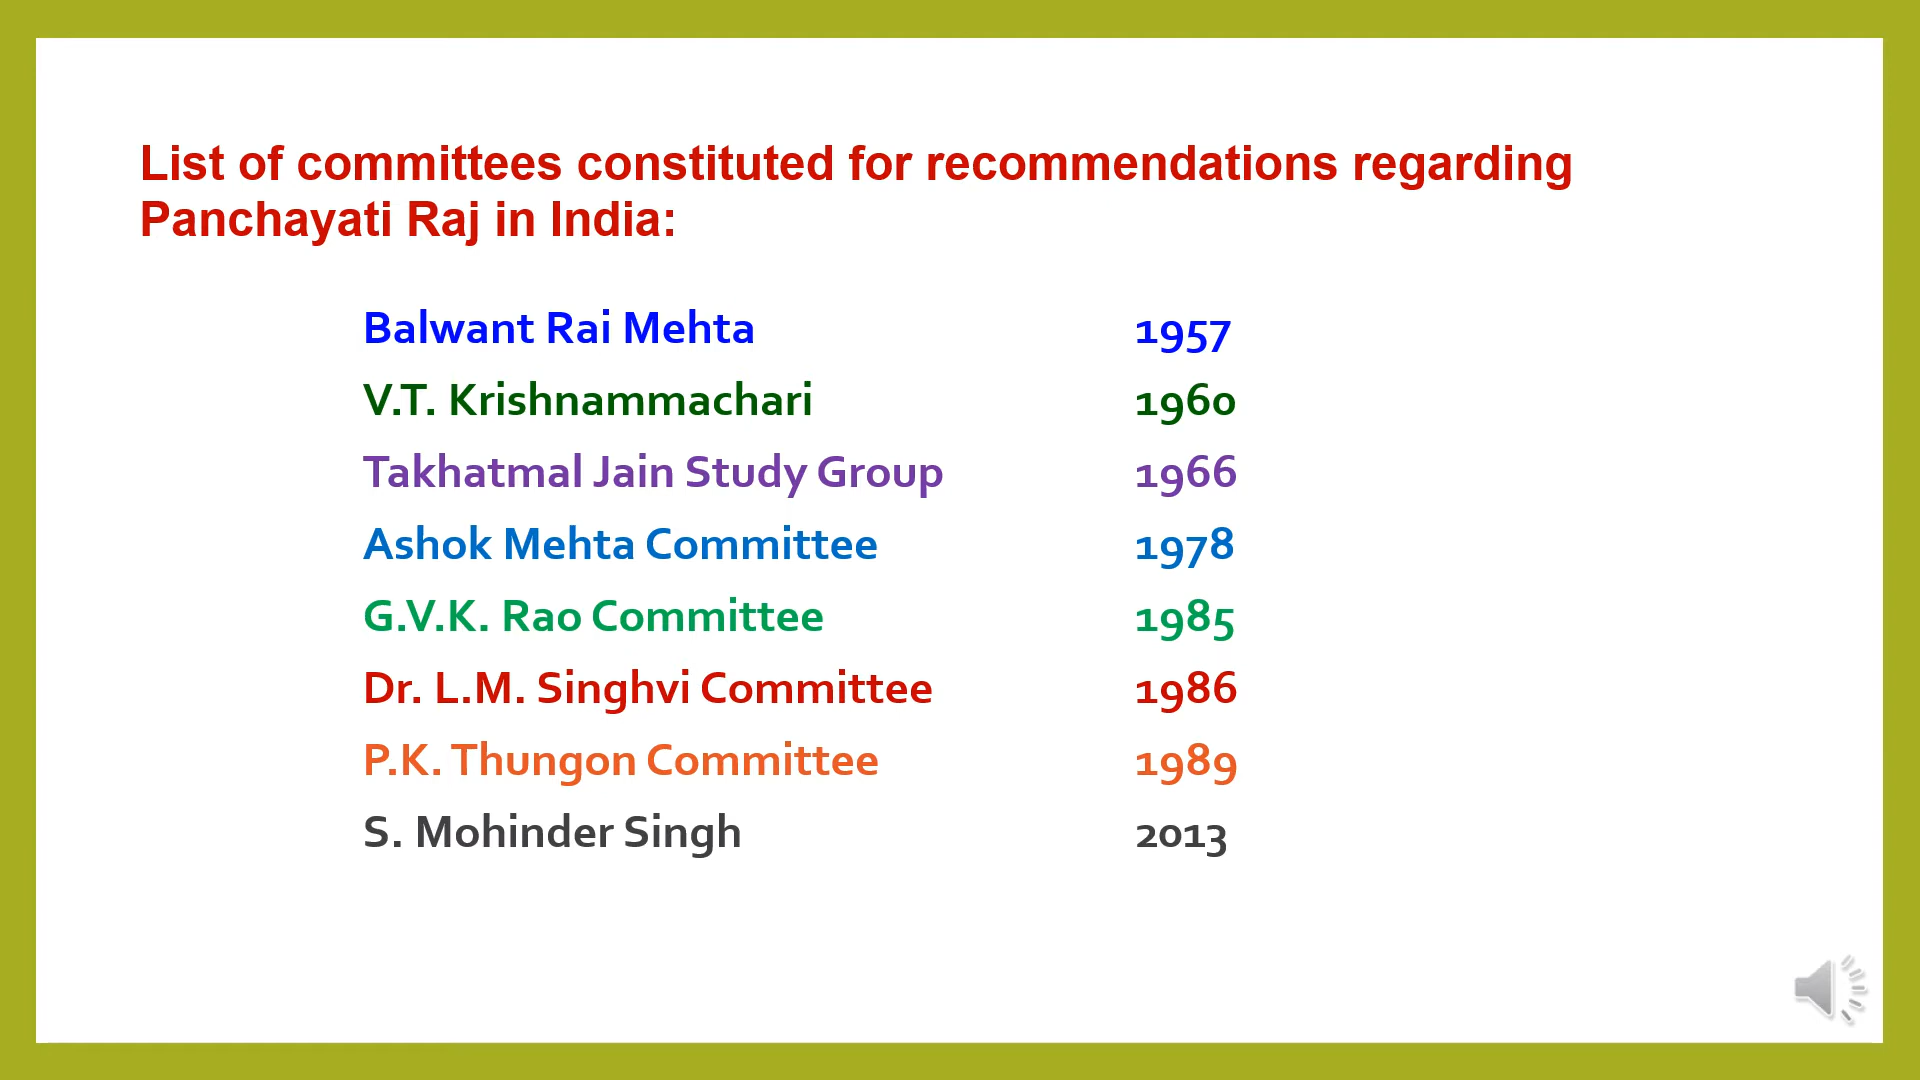 List of committees constituted for recommendations regarding
Panchayati Raj in India:
Balwant Rai Mehta 1957
V.T. Krishnammachari 1960
Takhatmal Jain Study Group 1966
Ashok Mehta Committee 1978
G.V.K. Rao Committee 1985
Dr. L.M. Singhvi Committee 1986
P.K. Thungon Committee 1989
S. Mohinder Singh 2013